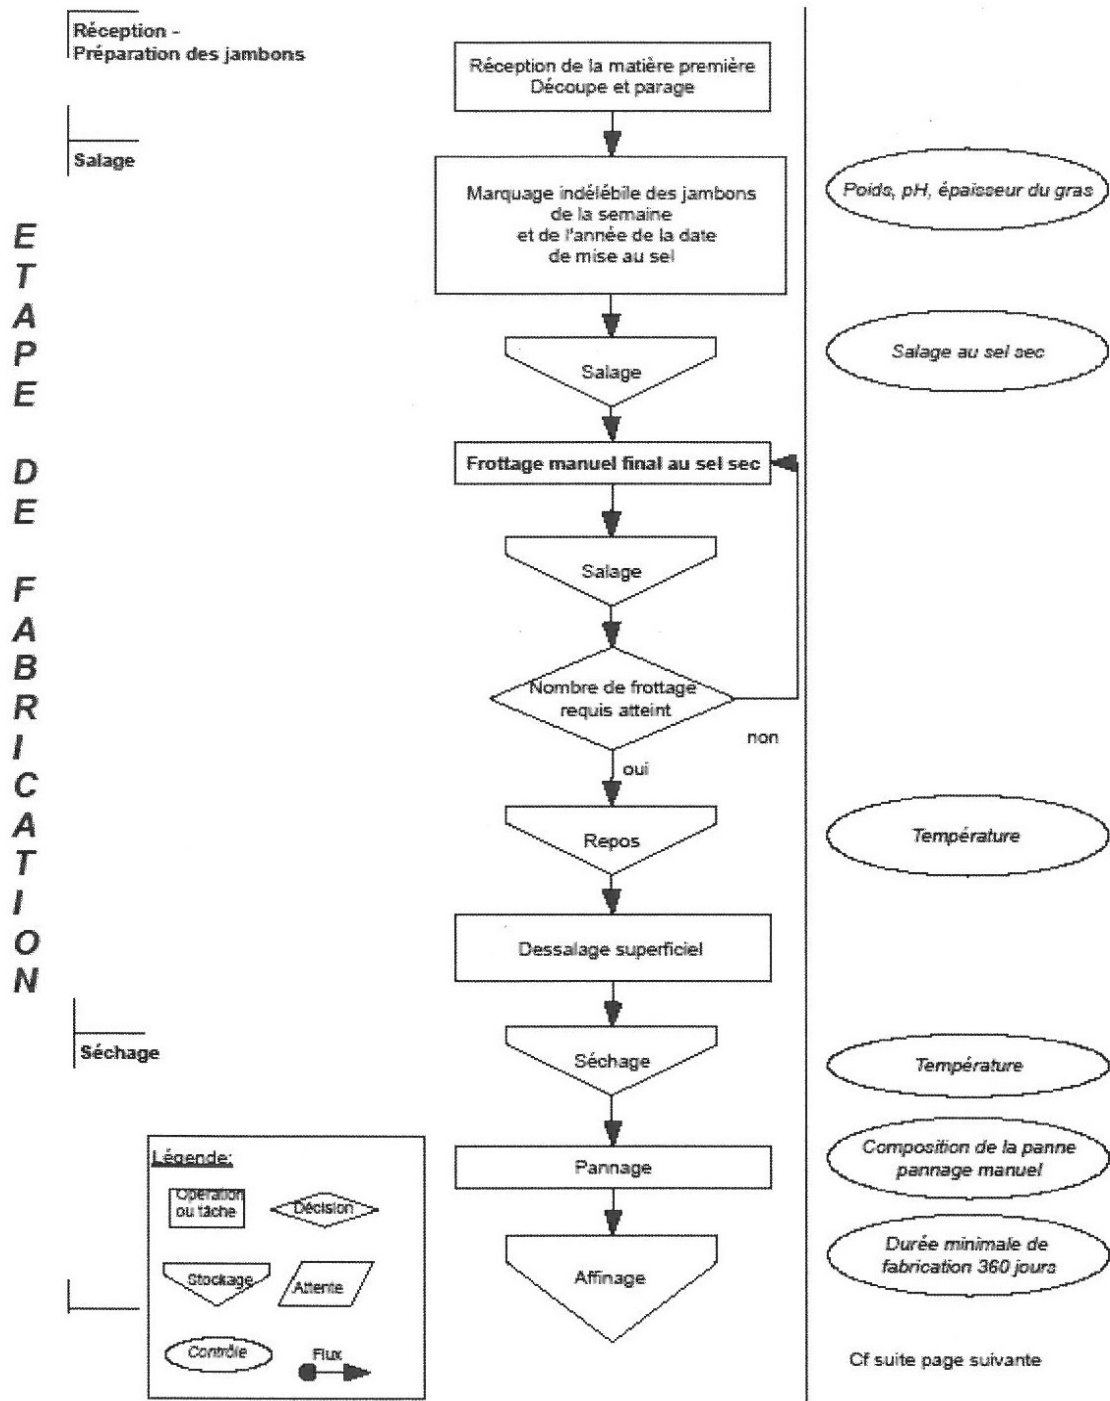 Réception -
Préparation des jambons
Réception de la matière première
Découpe et parage
Salage
Marquage indélébile des jambons
de la semaine
et de l'année de la date
de mise au sel
Poids, pH, épaisseur du gras
ETAPE DE FABRICATION
Salage
Salage au sel sec
Frottage manuel final au sel sec
Salage
Nombre de frottage
requis atteint
non
oui
Repos
Température
Dessalage superficiel
Séchage
Séchage
Température
Pannage
Composition de la panne
pannage manuel
Affinage
Durée minimale de
fabrication 360 jours
Légende:
Opération
ou tâche
Décision
Stockage
Attente
Contrôle
Flux
Cf suite page suivante